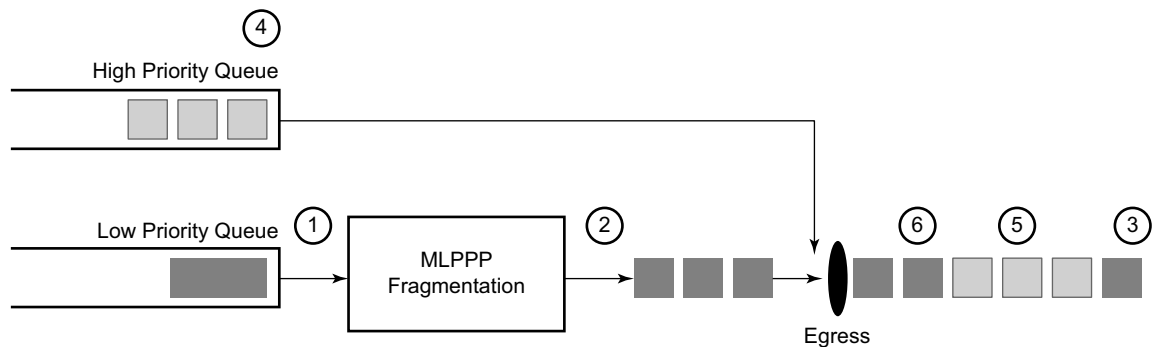 4
High Priority Queue
Low Priority Queue
1
MLPPP
Fragmentation
2
6
5
3
Egress